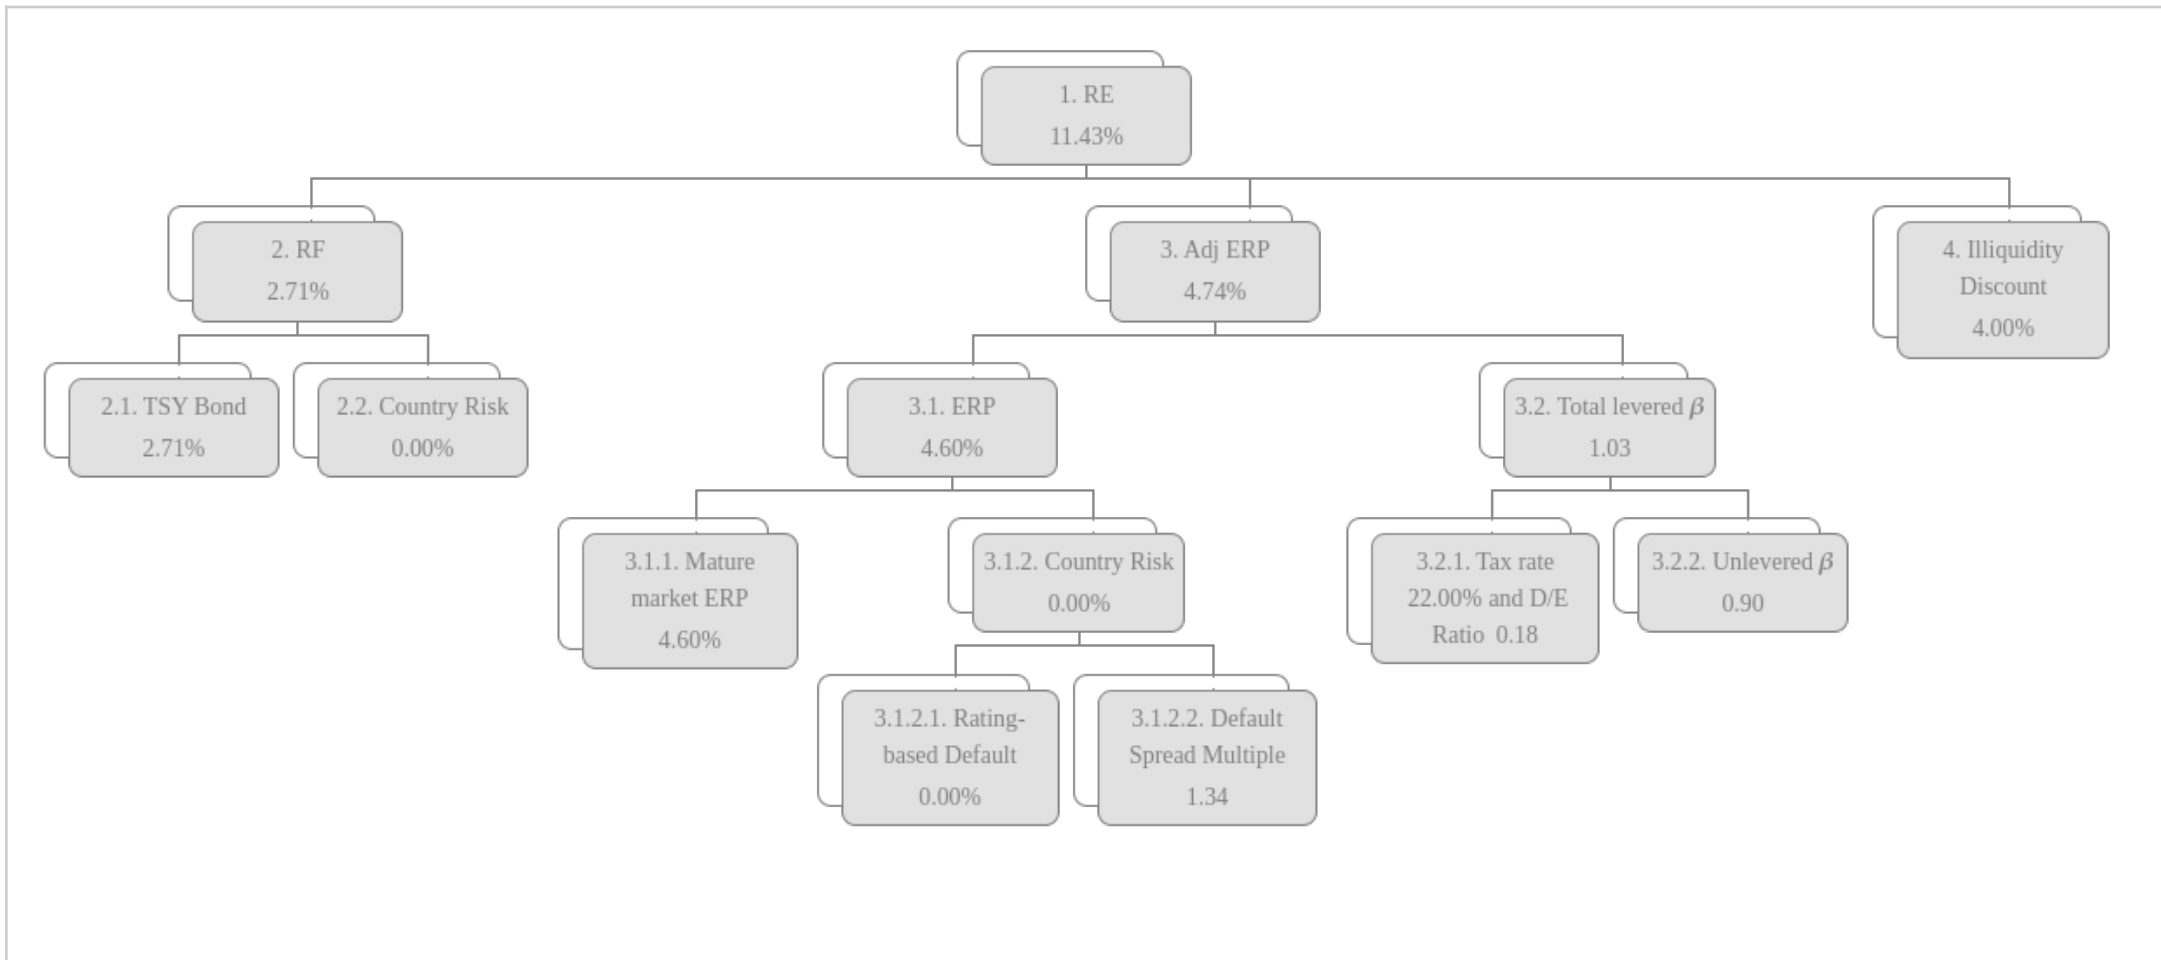 1. RE
11.43%
2. RF
2.71%
3. Adj ERP
4.74%
4. Illiquidity
Discount
4.00%
2.1. TSY Bond
2.71%
2.2. Country Risk
0.00%
3.1. ERP
4.60%
3.2. Total levered β
1.03
3.1.1. Mature
market ERP
4.60%
3.1.2. Country Risk
0.00%
3.2.1. Tax rate
22.00% and D/E
Ratio 0.18
3.2.2. Unlevered β
0.90
3.1.2.1. Rating-
based Default
0.00%
3.1.2.2. Default
Spread Multiple
1.34